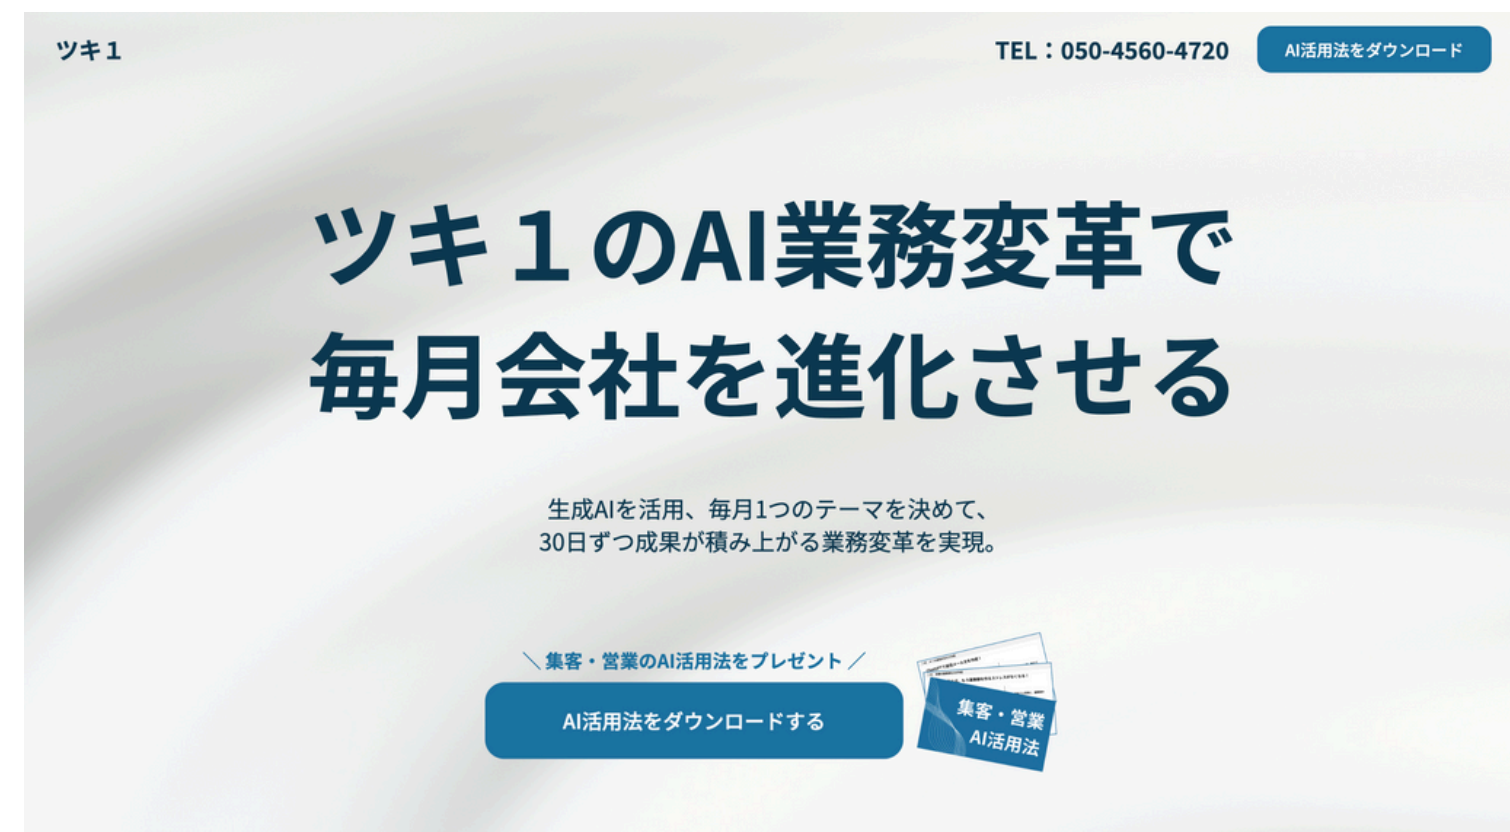 ツキ１
TEL：050-4560-4720
AI活用法をダウンロード
ツキ１のAI業務変革で
毎月会社を進化させる
生成AIを活用、毎月1つのテーマを決めて、
30日ずつ成果が積み上がる業務変革を実現。
＼ 集客・営業のAI活用法をプレゼント ／
AI活用法をダウンロードする
集客・営業
AI活用法